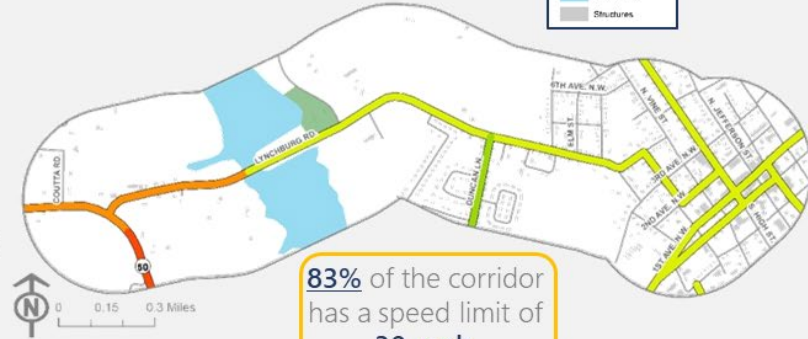 Structures
6TH AVE. N.W.
N. VINE ST
N. JEFFERSON ST.
ELM ST.
LYNCHBURG RD
COUTTA RD.
DUNCAN LN.
3RD AVE. N.W.
2ND AVE. N.W.
S. HIGH ST.
1ST AVE. N.W.
50
N
0 0.15 0.3 Miles
83% of the corridor
has a speed limit of